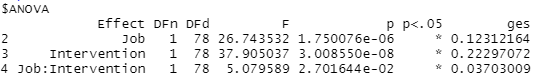 $ANOVA
Effect DFn DFd F p p<.05 ges
2 Job 1 78 26.743532 1.750076e-06 * 0.12312164
3 Intervention 1 78 37.905037 3.008550e-08 * 0.22297072
4 Job:Intervention 1 78 5.079589 2.701644e-02 * 0.03703009